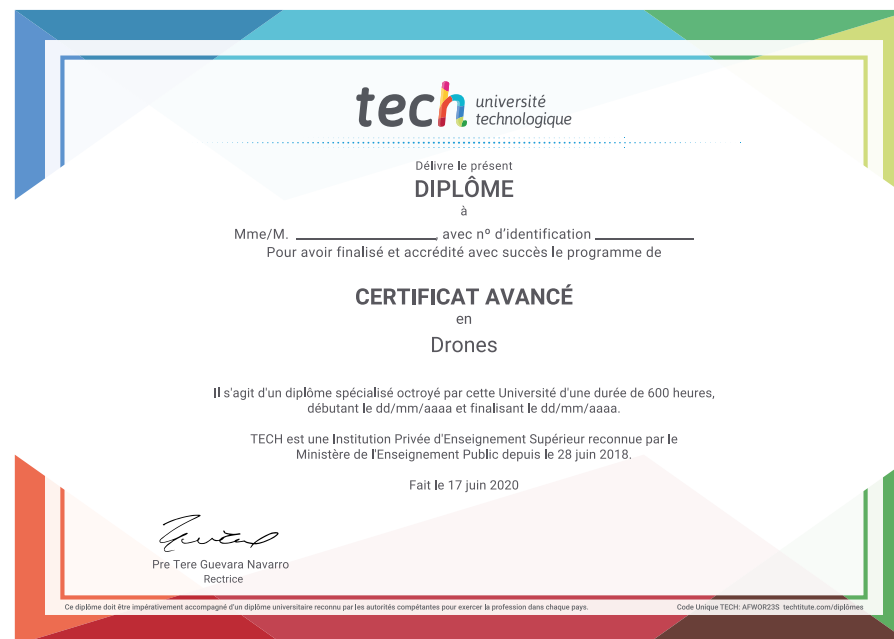 tech université
technologique
Délivre le présent
DIPLÔME
à
Mme/M. ____________________, avec nº d'identification ______________
Pour avoir finalisé et accrédité avec succès le programme de
CERTIFICAT AVANCÉ
en
Drones
Il s'agit d'un diplôme spécialisé octroyé par cette Université d'une durée de 600 heures,
débutant le dd/mm/aaaa et finalisant le dd/mm/aaaa.
TECH est une Institution Privée d'Enseignement Supérieur reconnue par le
Ministère de l'Enseignement Public depuis le 28 juin 2018.
Fait le 17 juin 2020
Pre Tere Guevara Navarro
Rectrice
Ce diplôme doit être impérativement accompagné d'un diplôme universitaire reconnu par les autorités compétantes pour exercer la profession dans chaque pays.
Code Unique TECH: AFWOR23S techtitute.com/diplômes